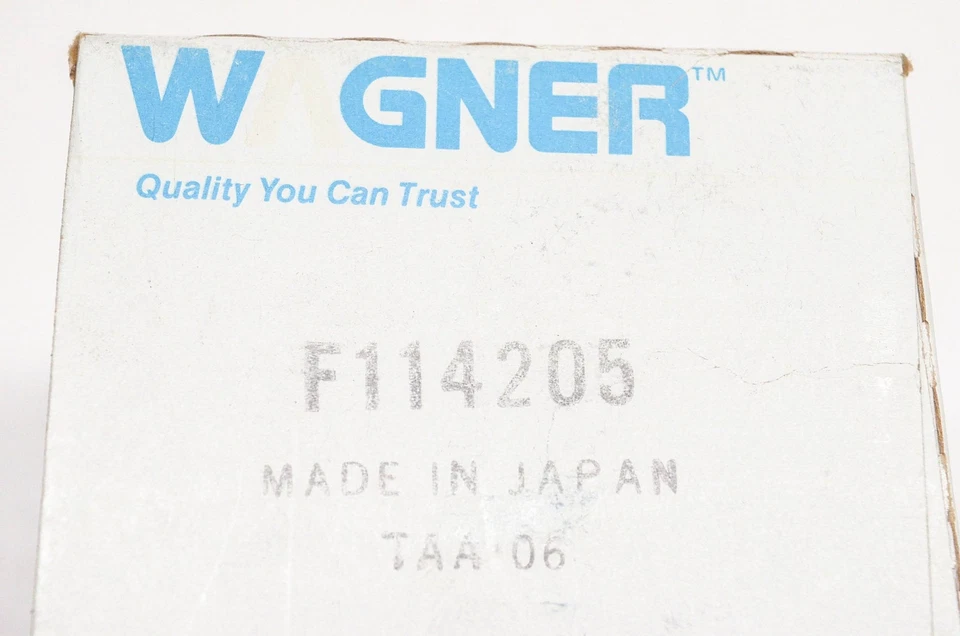 WAGNER™
Quality You Can Trust
F114205
MADE IN JAPAN
TAA 06